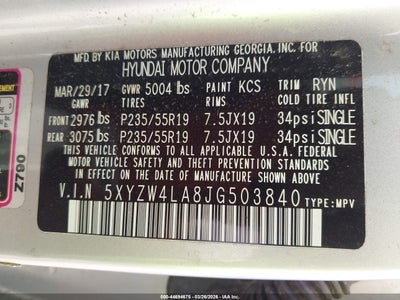 MFD. BY KIA MOTORS MANUFACTURING GEORGIA, INC. FOR
HYUNDAI MOTOR COMPANY
MAR/29/17 GVWR 5004 lbs PAINT KCS TRIM RYN
GAWR TIRES RIMS COLD TIRE INFL
FRONT 2976 lbs P235/55R19 7.5JX19 34psi SINGLE
REAR 3075 lbs P235/55R19 7.5JX19 34psi SINGLE
THIS VEHICLE CONFORMS TO ALL APPLICABLE U.S.A. FEDERAL
MOTOR VEHICLE SAFETY, BUMPER, AND THEFT PREVENTION
STANDARDS IN EFFECT ON THE DATE OF MANUFACTURE SHOWN ABOVE.
V.I.N 5XYZW4LA8JG503840 TYPE: MPV
Z790
500-44694675 03/26/2026 IAA Inc.